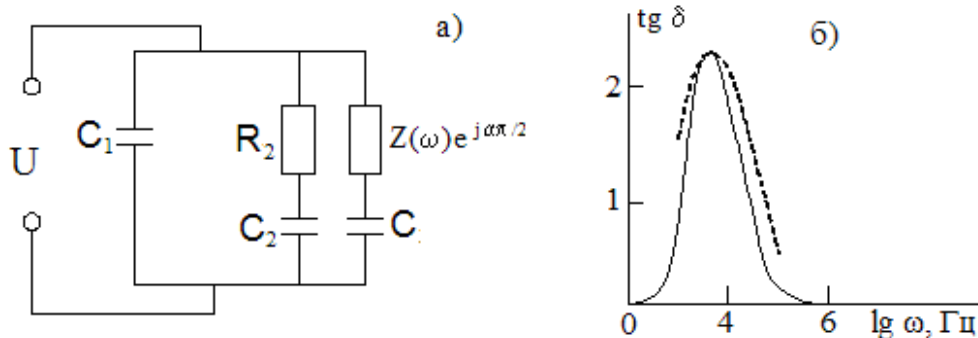 а)
C₁
U
R₂
Z(ω)e^{jαπ/2}
C₂
C
tg δ
б)
2
1
0
4
6
lg ω, Гц